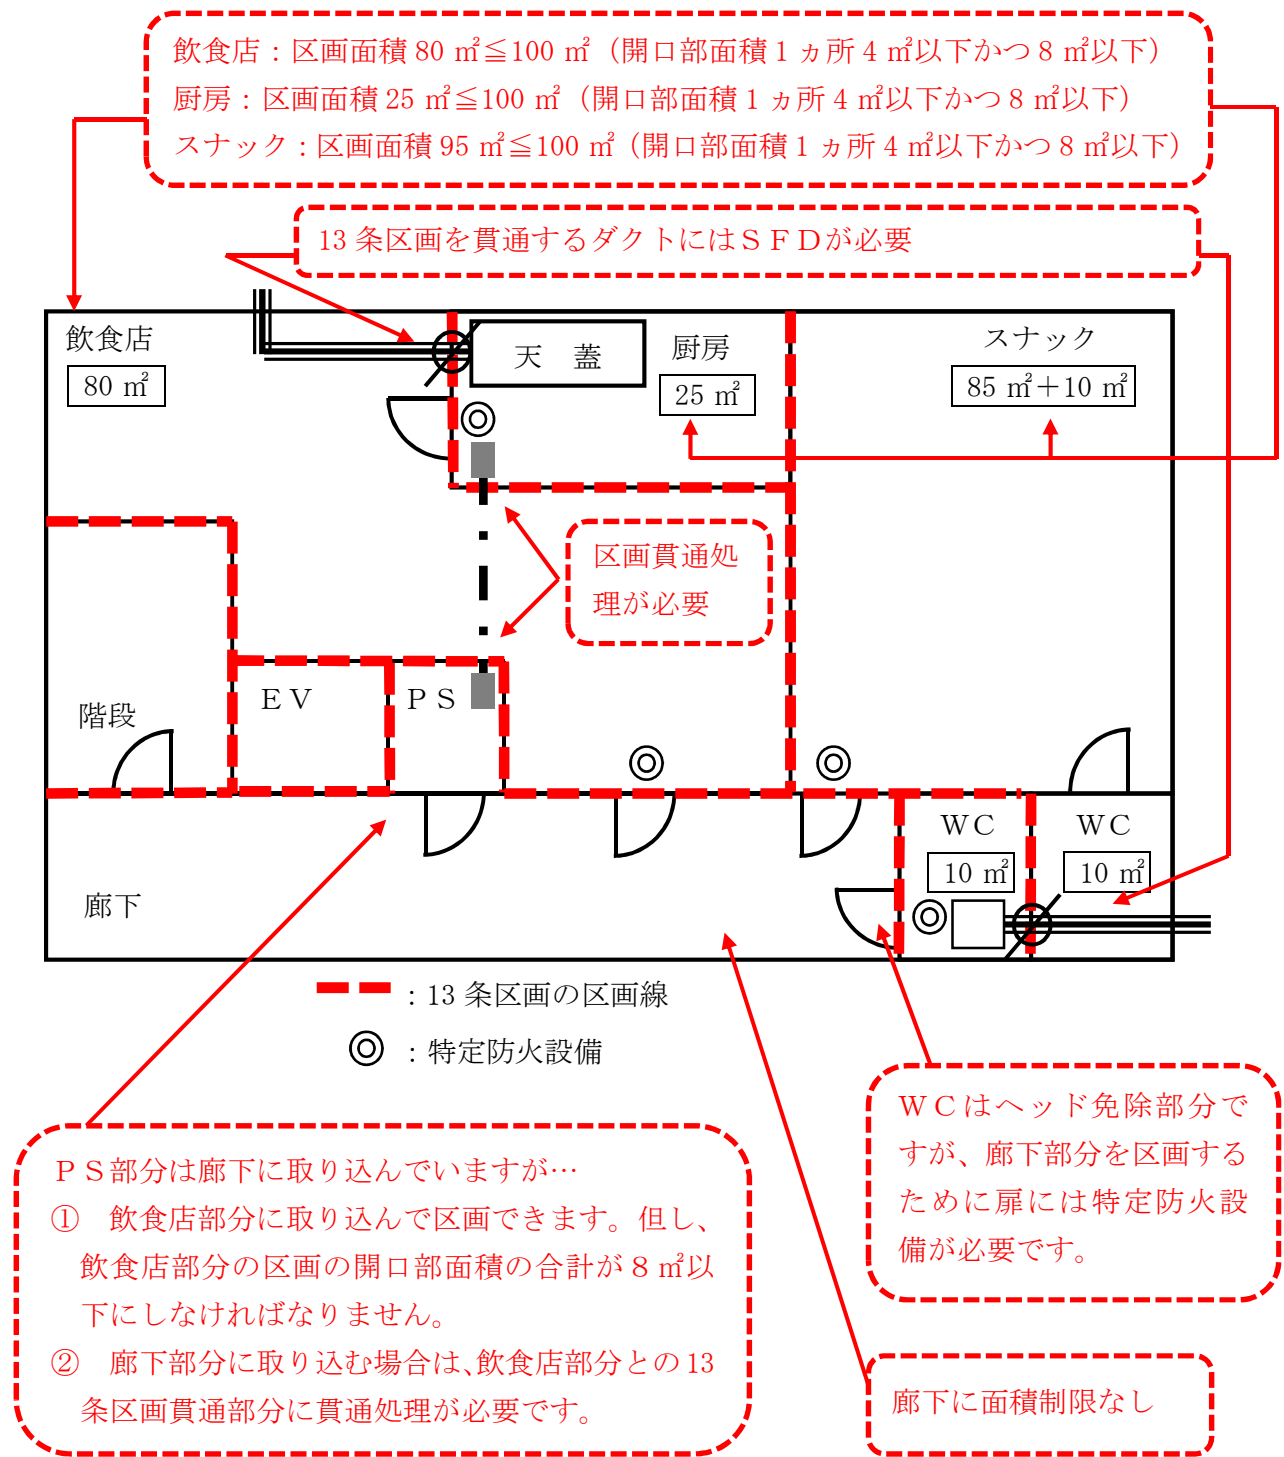 飲食店：区画面積 80 ㎡≦100 ㎡（開口部面積 1 ヵ所 4 ㎡以下かつ 8 ㎡以下）
厨房：区画面積 25 ㎡≦100 ㎡（開口部面積 1 ヵ所 4 ㎡以下かつ 8 ㎡以下）
スナック：区画面積 95 ㎡≦100 ㎡（開口部面積 1 ヵ所 4 ㎡以下かつ 8 ㎡以下）
13 条区画を貫通するダクトにはＳＦＤが必要
飲食店
80 ㎡
天　蓋
厨房
25 ㎡
スナック
85 ㎡＋10 ㎡
区画貫通処
理が必要
階段
ＥＶ
ＰＳ
廊下
ＷＣ
10 ㎡
ＷＣ
10 ㎡
：13 条区画の区画線
：特定防火設備
ＰＳ部分は廊下に取り込んでいますが…
①　飲食店部分に取り込んで区画できます。但し、
飲食店部分の区画の開口部面積の合計が８㎡以
下にしなければなりません。
②　廊下部分に取り込む場合は、飲食店部分との 13
条区画貫通部分に貫通処理が必要です。
ＷＣはヘッド免除部分で
すが、廊下部分を区画する
ために扉には特定防火設
備が必要です。
廊下に面積制限なし